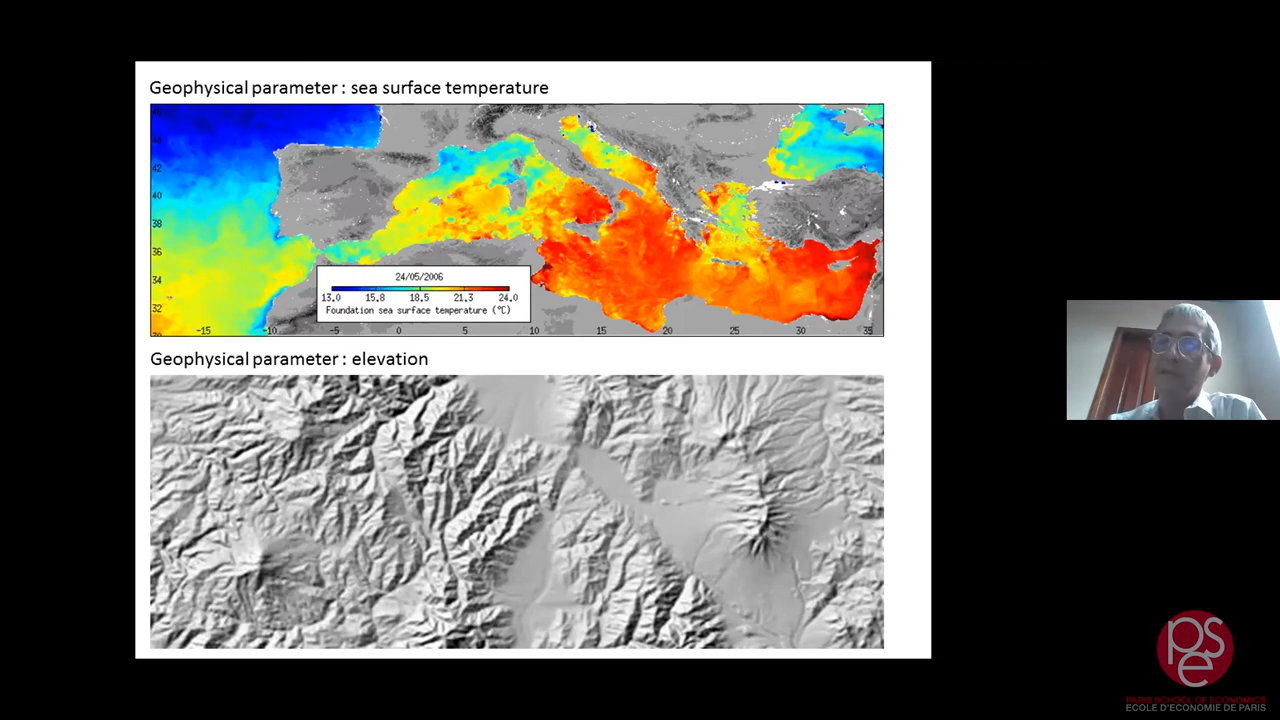 Geophysical parameter : sea surface temperature
42
40
38
36
34
32
-15
-10
-5
0
5
10
15
20
25
30
35
24/05/2006
13.0 15.8 18.5 21.3 24.0
Foundation sea surface temperature (°C)
Geophysical parameter : elevation
pse
PARIS SCHOOL OF ECONOMICS
ECOLE D'ECONOMIE DE PARIS